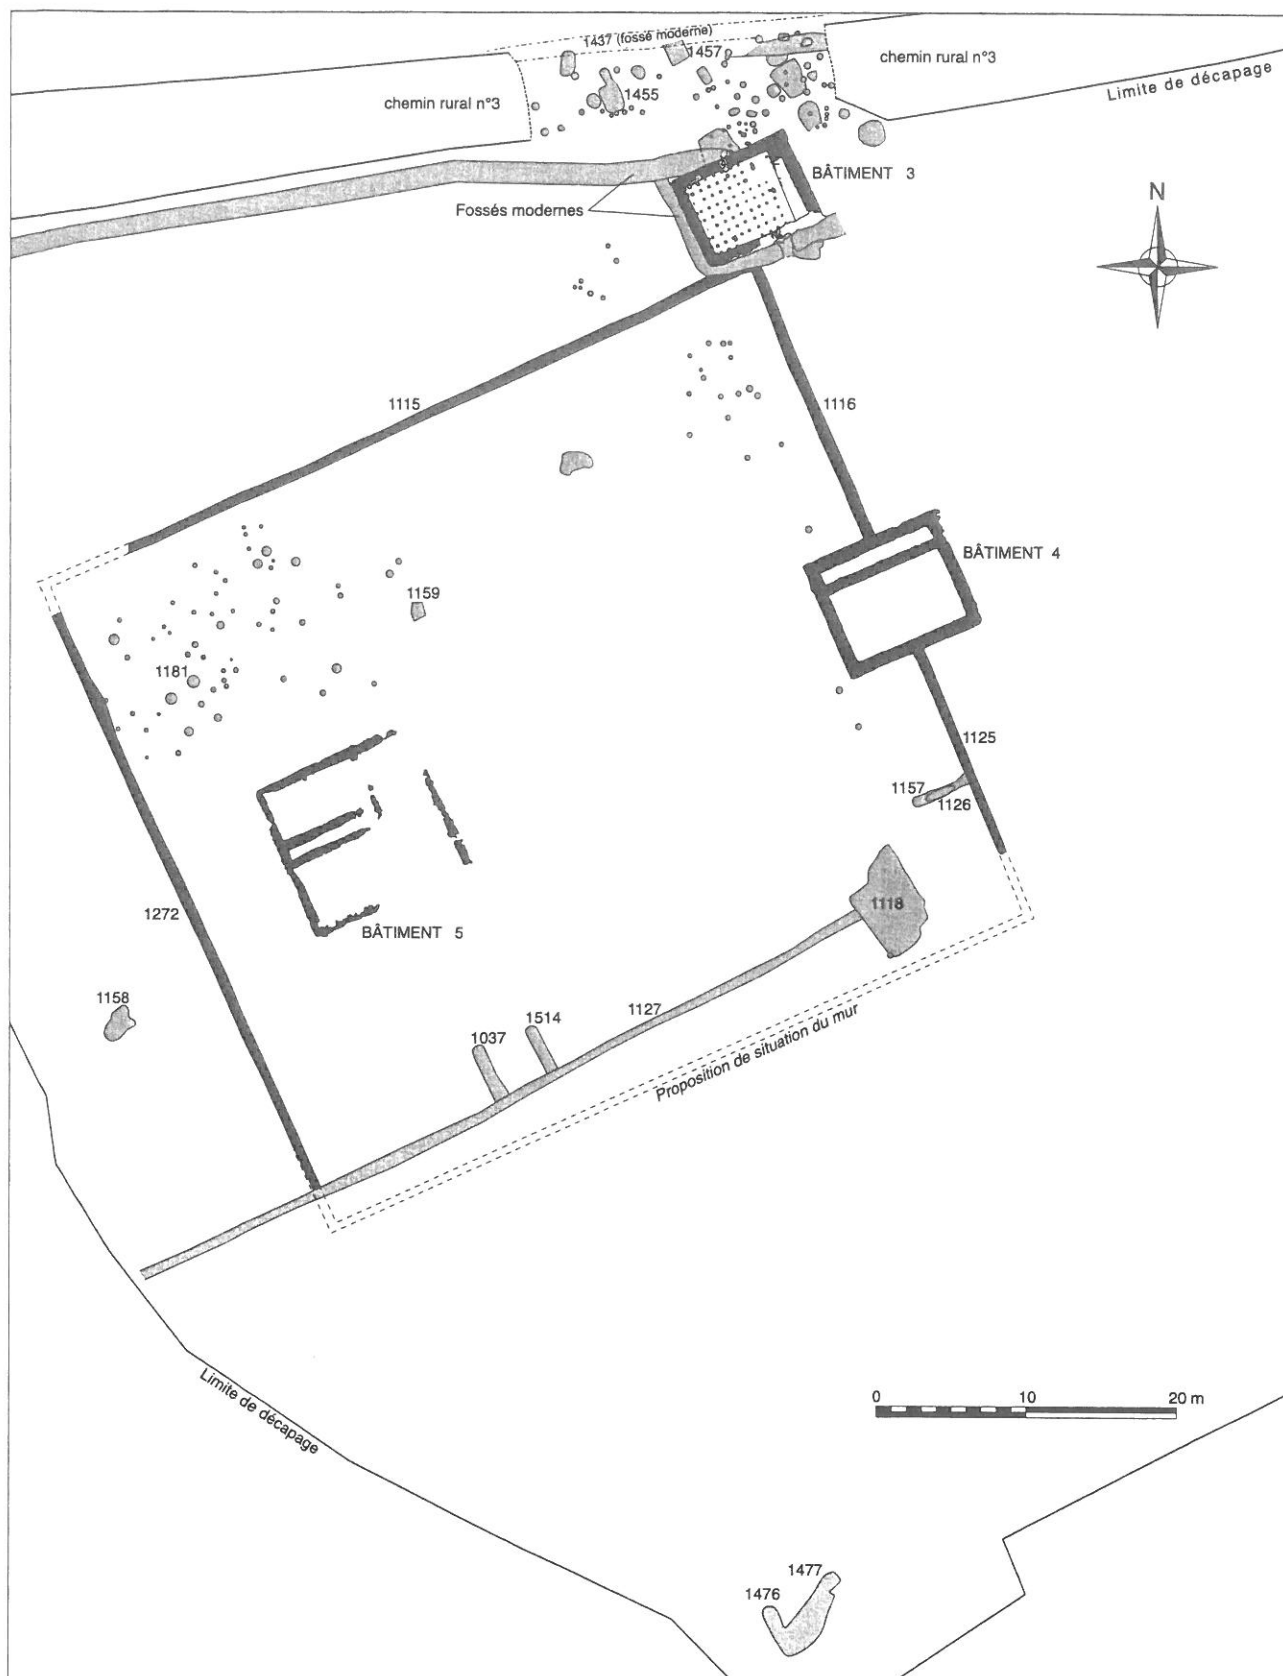 1437 (fossé moderne)
1457
chemin rural n°3
chemin rural n°3
1455
Limite de décapage
BÂTIMENT 3
Fossés modernes
N
1115
1116
BÂTIMENT 4
1159
1181
1125
1157
1126
1118
1272
BÂTIMENT 5
1158
1127
1514
1037
Proposition de situation du mur
Limite de décapage
0 10 20 m
1477
1476